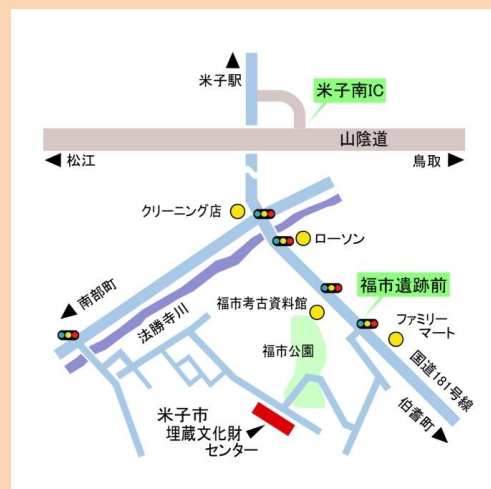 米子駅
米子南IC
山陰道
松江
鳥取
クリーニング店
ローソン
南部町
法勝寺川
福市考古資料館
福市遺跡前
ファミリー
マート
福市公園
国道181号線
伯耆町
米子市
埋蔵文化財
センター